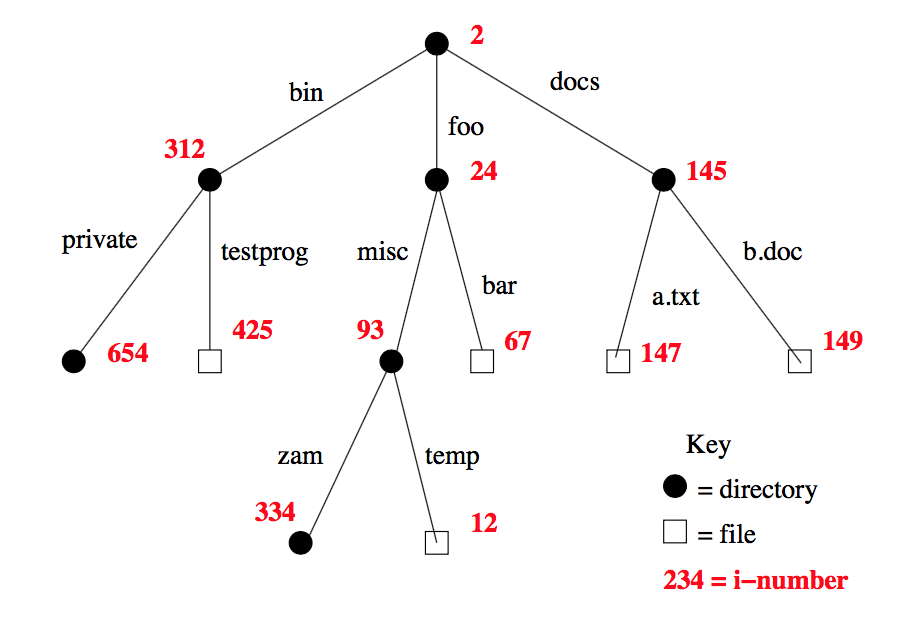 2
bin
docs
foo
312
24
145
private
testprog
misc
bar
b.doc
a.txt
654
425
93
67
147
149
zam
temp
334
12
Key
= directory
= file
234 = i–number